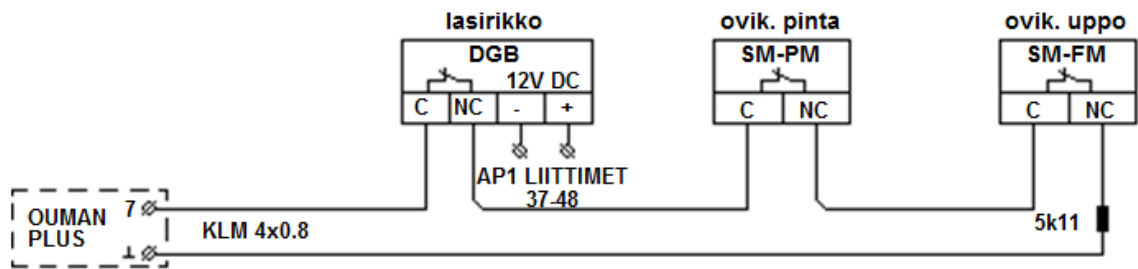 lasirikko
ovik. pinta
ovik. uppo
DGB
SM-PM
SM-FM
12V DC
C NC - +
C NC
C NC
AP1 LIITTIMET
37-48
OUMAN
PLUS
7
⊥
KLM 4x0.8
5k11